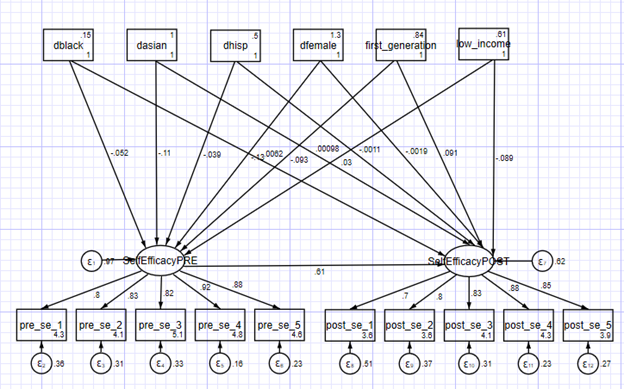 .15 1 .5 1.3 .84 .61
dblack dasian dhisp dfemale first_generation low_income
1 1 1 1 1 1
-.052 -.11 -.039 -.13 .0062 -.093 .00098 -.0011 .03 -.0019 .091 -.089
ε₁ .97 SelfEfficacyPRE .61 SelfEfficacyPOST ε₇ .62
.8 .83 .82 .92 .88 .7 .8 .83 .88 .85
pre_se_1 pre_se_2 pre_se_3 pre_se_4 pre_se_5 post_se_1 post_se_2 post_se_3 post_se_4 post_se_5
4.3 4.1 5.1 4.8 4.6 3.6 3.6 4.1 4.3 3.9
ε₂ .36 ε₃ .31 ε₄ .33 ε₅ .16 ε₆ .23 ε₈ .51 ε₉ .37 ε₁₀ .31 ε₁₁ .23 ε₁₂ .27